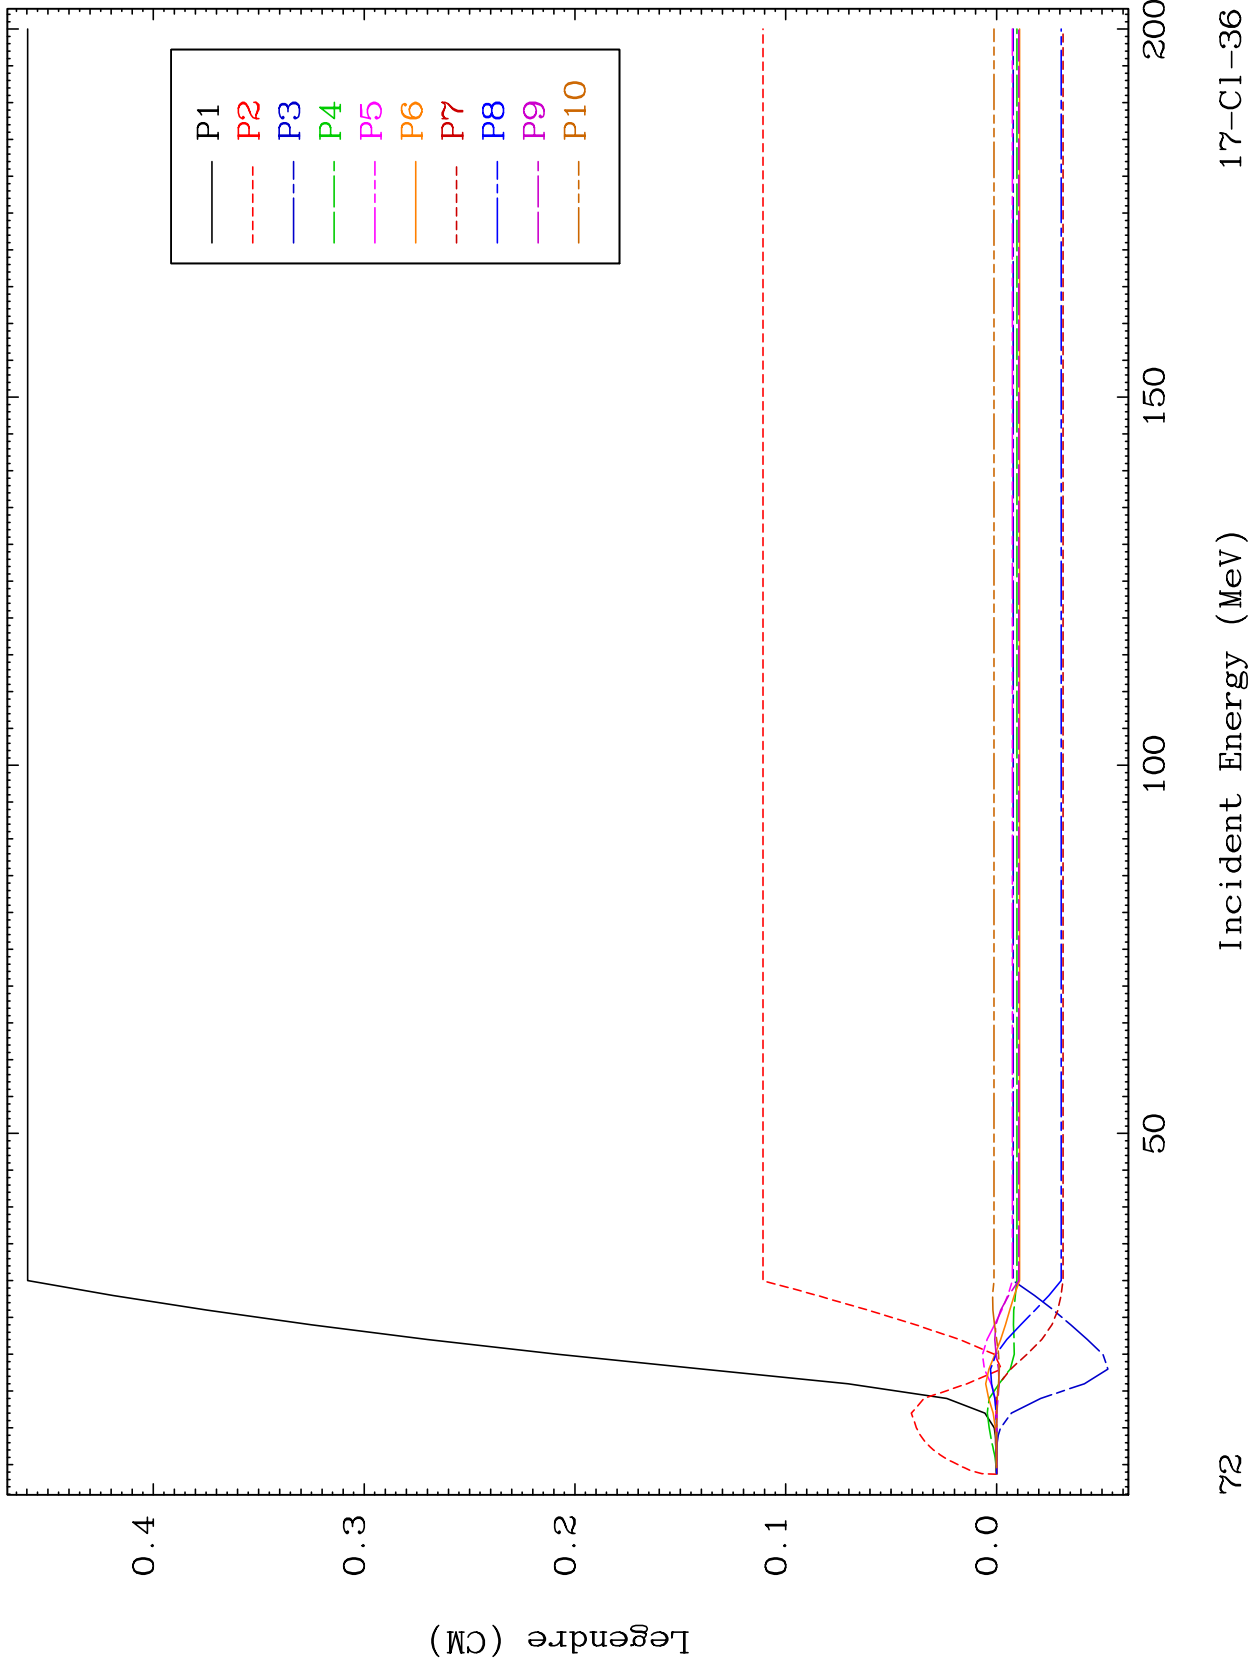 P1
P2
P3
P4
P5
P6
P7
P8
P9
P10
0.4
0.3
0.2
0.1
0.0
Legendre (CM)
50
100
150
200
72
Incident Energy (MeV)
17-Cl-36